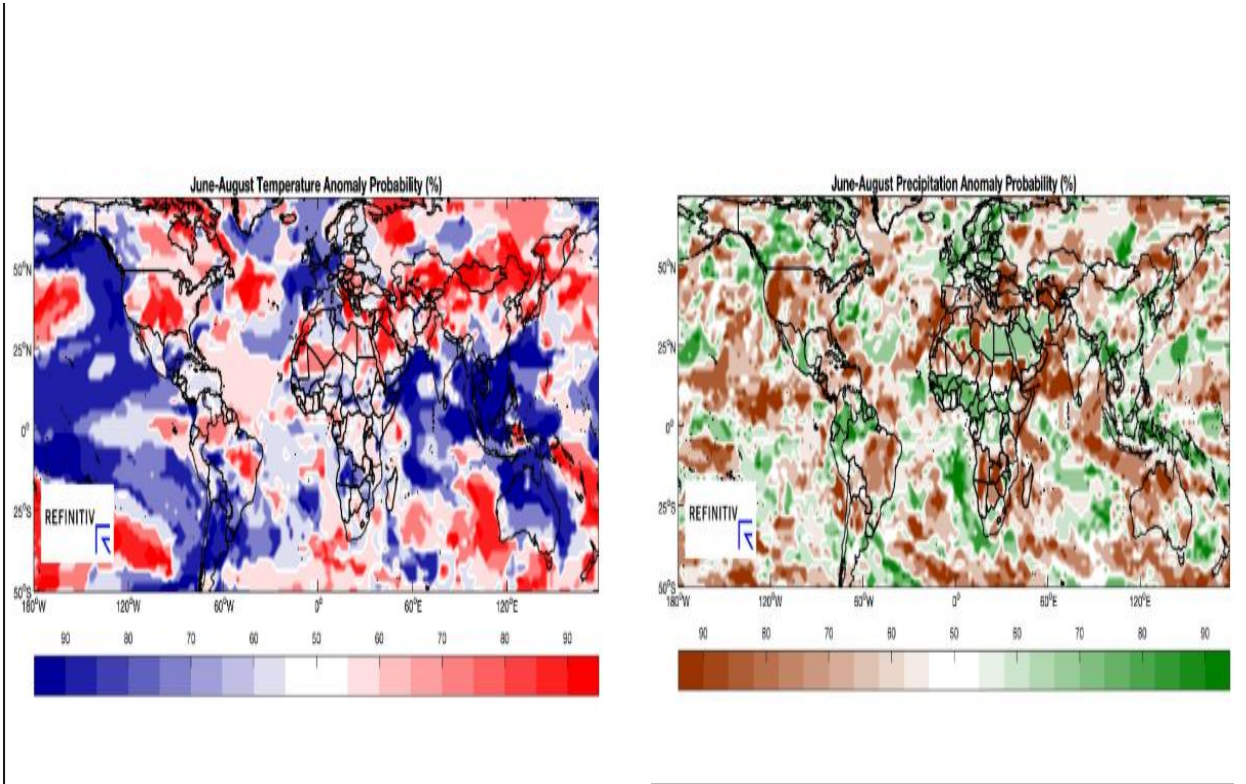 June-August Temperature Anomaly Probability (%)
50°N
25°N
0°
25°S
50°S
180°W 120°W 60°W 0° 60°E 120°E
REFINITIV
90 80 70 60 50 60 70 80 90
June-August Precipitation Anomaly Probability (%)
50°N
25°N
0°
25°S
50°S
180°W 120°W 60°W 0° 60°E 120°E
REFINITIV
90 80 70 60 50 60 70 80 90